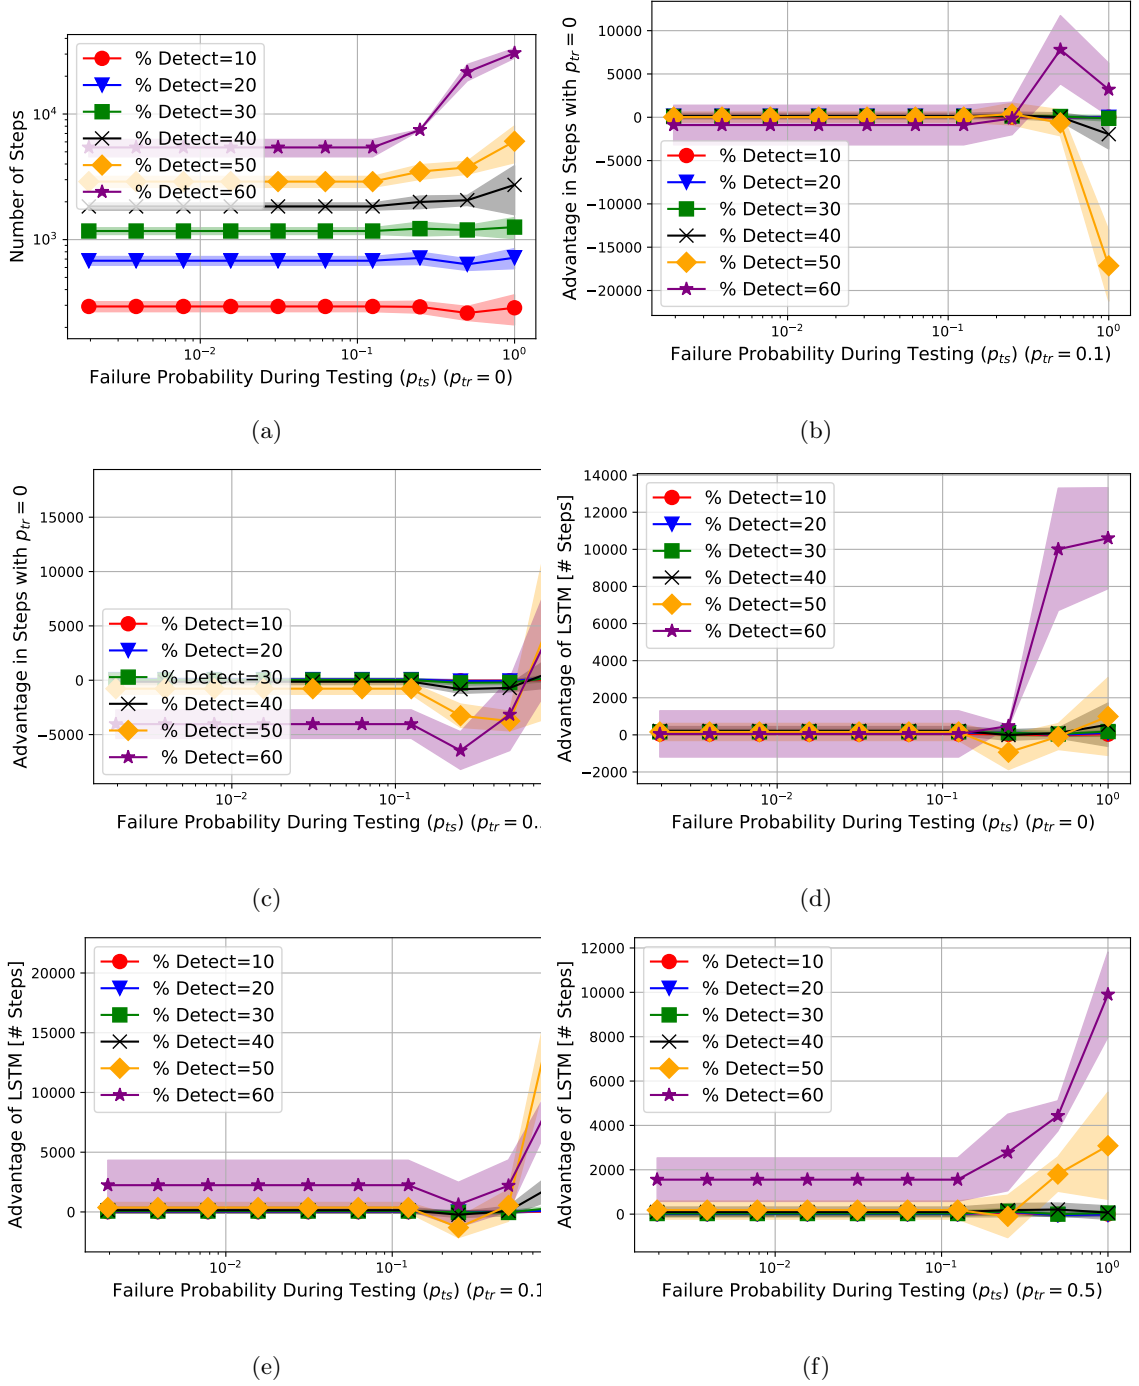 Number of Steps
10^4
10^3
% Detect=10
% Detect=20
% Detect=30
% Detect=40
% Detect=50
% Detect=60
10^-2
10^-1
10^0
Failure Probability During Testing (p_ts) (p_tr = 0)
(a)
Advantage in Steps with p_tr = 0
10000
5000
0
−5000
−10000
−15000
−20000
% Detect=10
% Detect=20
% Detect=30
% Detect=40
% Detect=50
% Detect=60
10^-2
10^-1
10^0
Failure Probability During Testing (p_ts) (p_tr = 0.1)
(b)
Advantage in Steps with p_tr = 0
15000
10000
5000
0
−5000
% Detect=10
% Detect=20
% Detect=30
% Detect=40
% Detect=50
% Detect=60
10^-2
10^-1
Failure Probability During Testing (p_ts) (p_tr = 0.
(c)
Advantage of LSTM [# Steps]
14000
12000
10000
8000
6000
4000
2000
0
−2000
% Detect=10
% Detect=20
% Detect=30
% Detect=40
% Detect=50
% Detect=60
10^-2
10^-1
10^0
Failure Probability During Testing (p_ts) (p_tr = 0)
(d)
Advantage of LSTM [# Steps]
20000
15000
10000
5000
0
% Detect=10
% Detect=20
% Detect=30
% Detect=40
% Detect=50
% Detect=60
10^-2
10^-1
Failure Probability During Testing (p_ts) (p_tr = 0.1
(e)
Advantage of LSTM [# Steps]
12000
10000
8000
6000
4000
2000
0
% Detect=10
% Detect=20
% Detect=30
% Detect=40
% Detect=50
% Detect=60
10^-2
10^-1
10^0
Failure Probability During Testing (p_ts) (p_tr = 0.5)
(f)